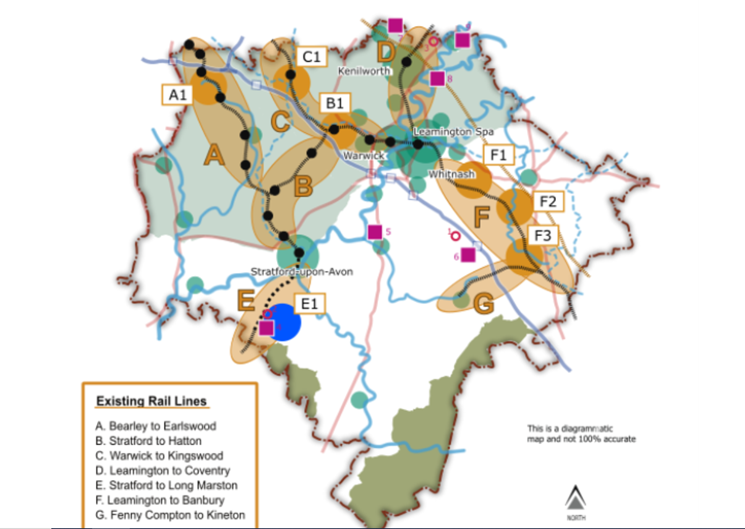 D
C1
Kenilworth
8
A1
B1
C
Leamington Spa
A
Warwick
F1
Whitnash
B
F2
F
F3
5
1
6
Stratford-upon-Avon
E
E1
G
Existing Rail Lines
A. Bearley to Earlswood
B. Stratford to Hatton
C. Warwick to Kingswood
D. Leamington to Coventry
E. Stratford to Long Marston
F. Leamington to Banbury
G. Fenny Compton to Kineton
This is a diagrammatic
map and not 100% accurate
NORTH